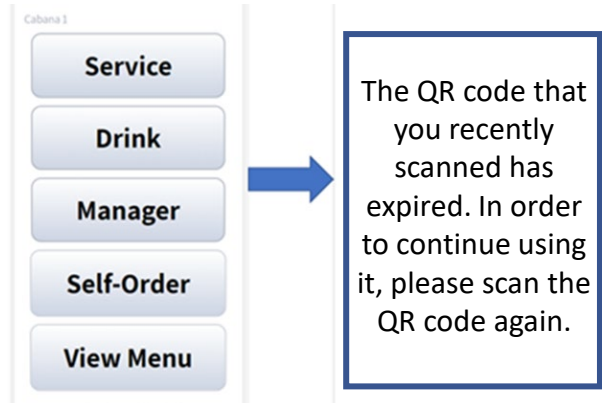 Cabana 1
Service
Drink
Manager
Self-Order
View Menu
The QR code that
you recently
scanned has
expired. In order
to continue using
it, please scan the
QR code again.